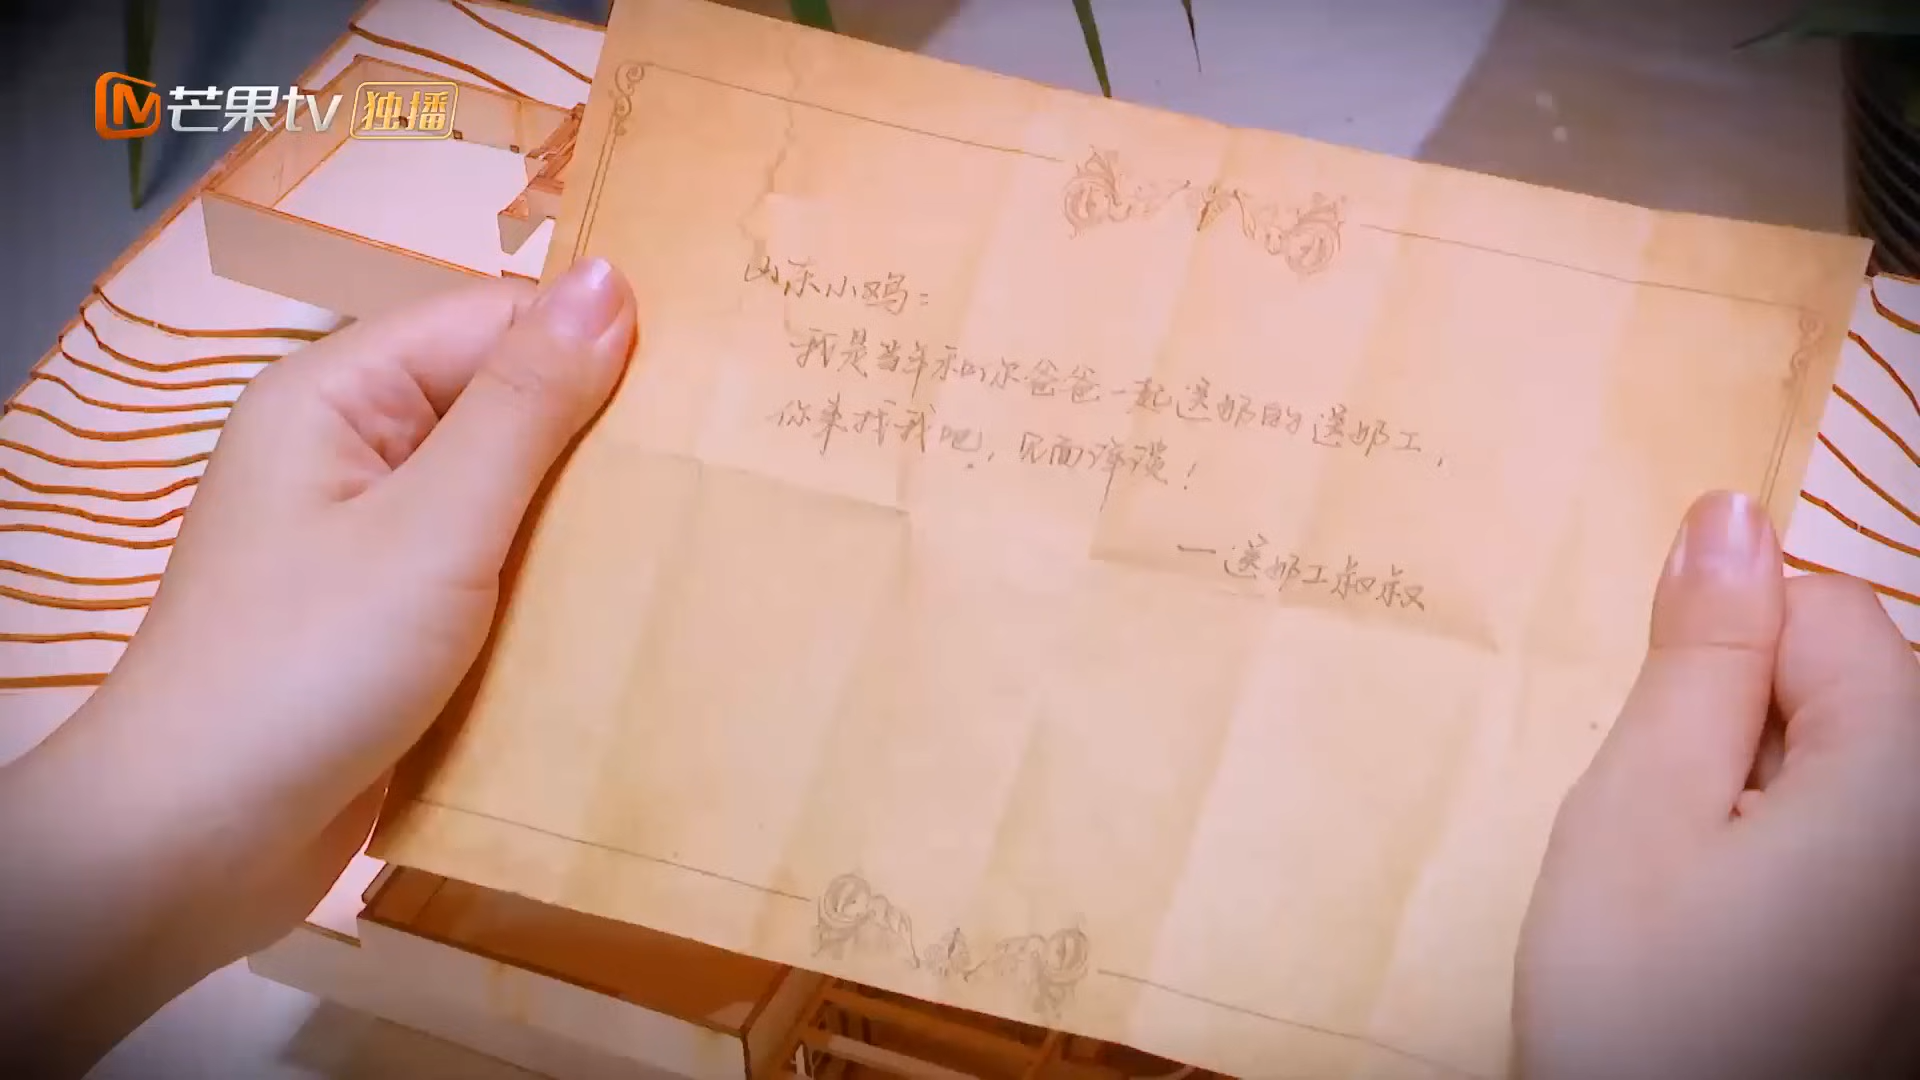 芒果tv 独播
山东小鸡：
我是当年和你爸爸一起送奶的送奶工，
你来找我吧，见面详谈！
—送奶工叔叔